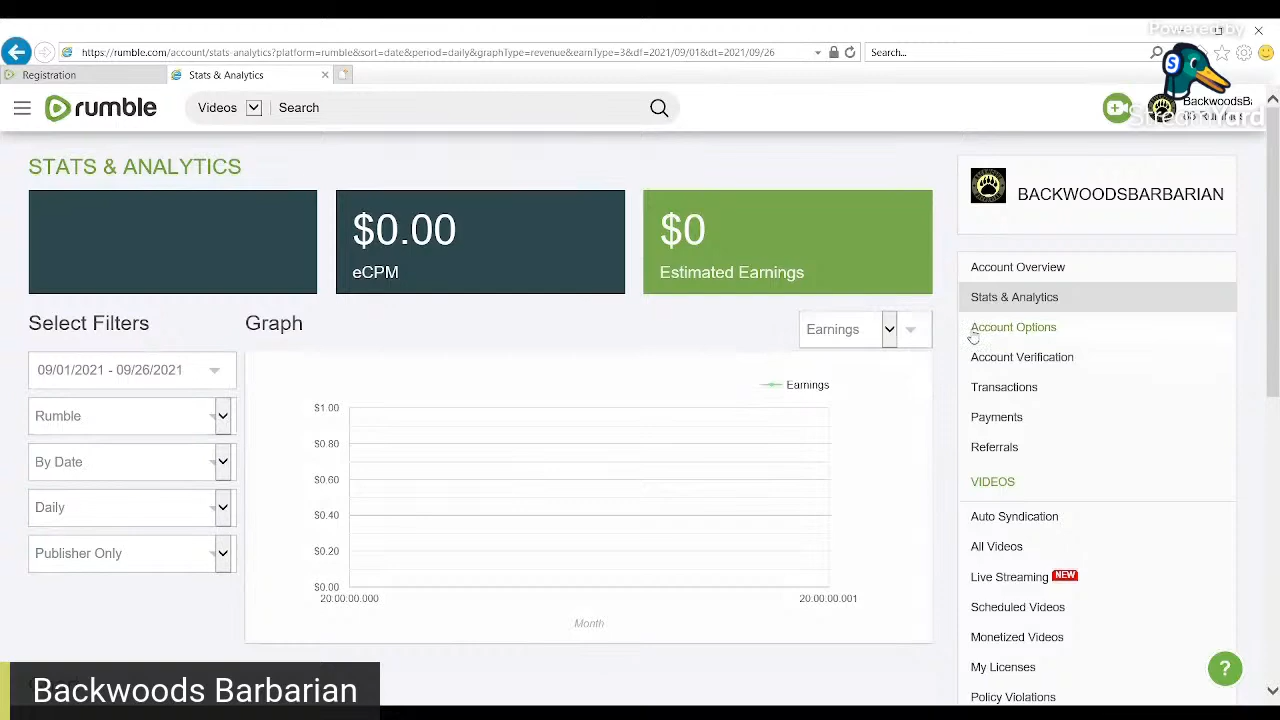 Powered by
https://rumble.com/account/stats-analytics?platform=rumble&sort=date&period=daily&graphType=revenue&earnType=3&df=2021/09/01&dt=2021/09/26
Search...
Registration
Stats & Analytics
rumble
Videos
Search
BackwoodsBa
StreamYard
STATS & ANALYTICS
BACKWOODSBARBARIAN
$0.00
eCPM
$0
Estimated Earnings
Select Filters
Graph
Earnings
09/01/2021 - 09/26/2021
Rumble
By Date
Daily
Publisher Only
Earnings
$1.00
$0.80
$0.60
$0.40
$0.20
$0.00
20.00.00.000
20.00.00.001
Month
Account Overview
Stats & Analytics
Account Options
Account Verification
Transactions
Payments
Referrals
VIDEOS
Auto Syndication
All Videos
Live Streaming NEW
Scheduled Videos
Monetized Videos
My Licenses
Policy Violations
?
Backwoods Barbarian